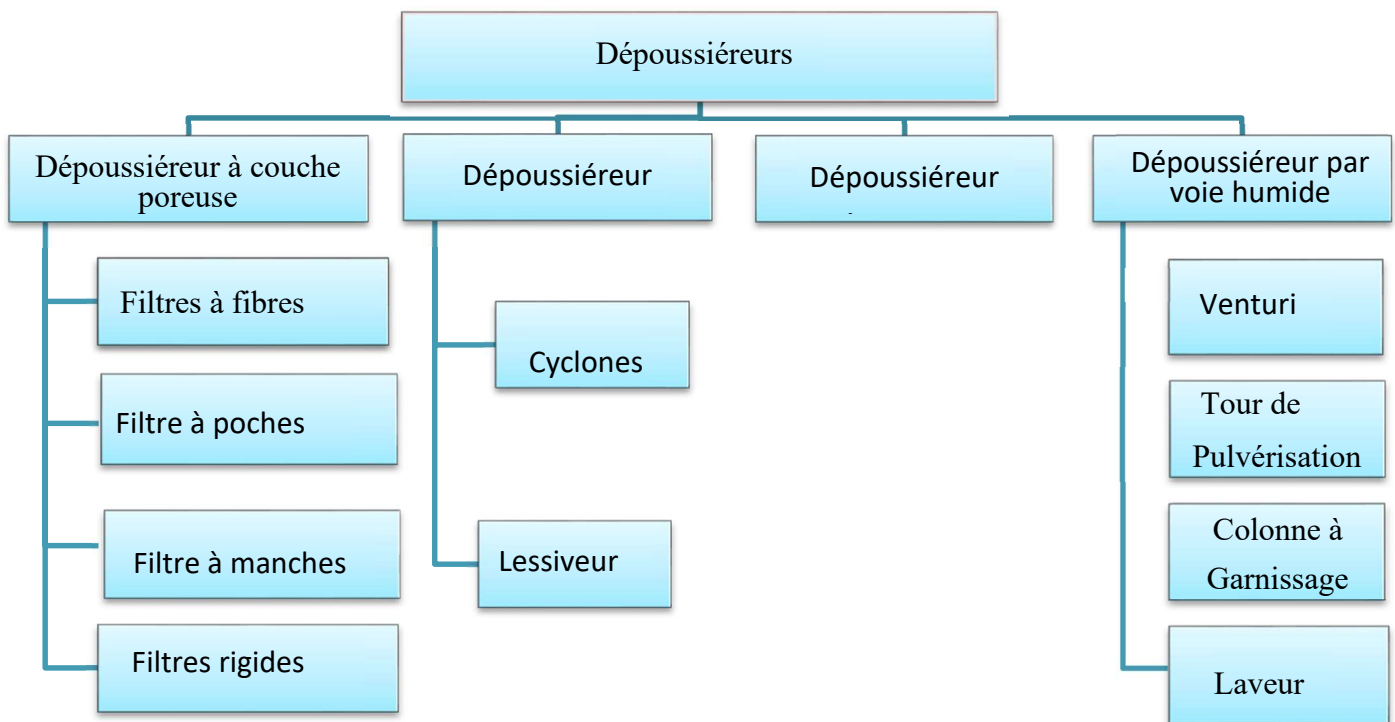 Dépoussiéreurs
Dépoussiéreur à couche
poreuse
Dépoussiéreur
Dépoussiéreur
Dépoussiéreur par
voie humide
Filtres à fibres
Filtre à poches
Filtre à manches
Filtres rigides
Cyclones
Lessiveur
Venturi
Tour de
Pulvérisation
Colonne à
Garnissage
Laveur